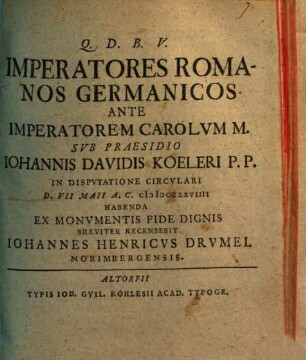 Q. D. B. V.
IMPERATORES ROMA-
NOS GERMANICOS
ANTE
IMPERATOREM CAROLVM M.
SVB PRAESIDIO
IOHANNIS DAVIDIS KOELERI P. P.
IN DISPVTATIONE CIRCVLARI
D. VII MAII A. C. cIↃIↃccxxviiii
HABENDA
EX MONVMENTIS FIDE DIGNIS
BREVITER RECENSEBIT
IOHANNES HENRICVS DRVMEL
NORIMBERGENSIS.
ALTORFII
TYPIS IOD. GVIL. KOHLESII ACAD. TYPOGR.